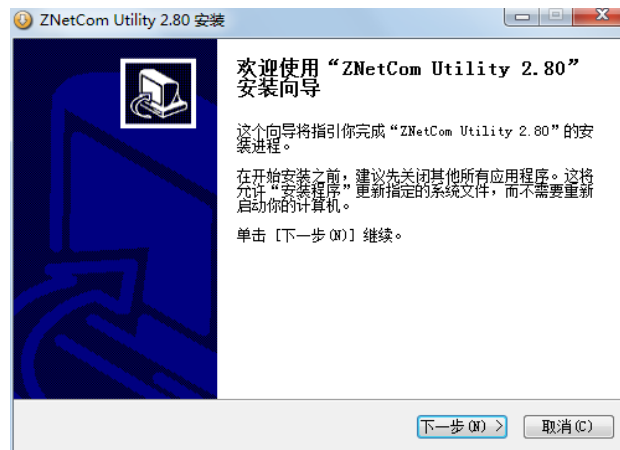 ZNetCom Utility 2.80 安装
欢迎使用“ZNetCom Utility 2.80”
安装向导
这个向导将指引你完成“ZNetCom Utility 2.80”的安
装进程。
在开始安装之前，建议先关闭其他所有应用程序。这将
允许“安装程序”更新指定的系统文件，而不需要重新
启动你的计算机。
单击 [下一步(N)] 继续。
下一步(N) >
取消(C)